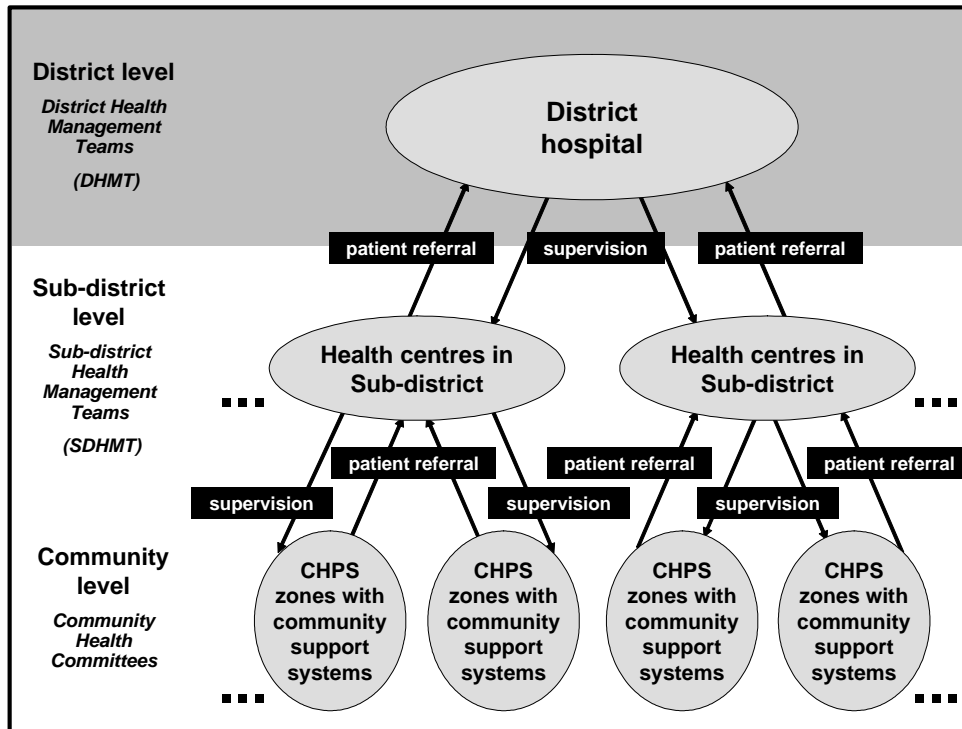 District level
District Health
Management
Teams
(DHMT)
District
hospital
patient referral
supervision
patient referral
Sub-district
level
Sub-district
Health
Management
Teams
(SDHMT)
Health centres in
Sub-district
Health centres in
Sub-district
patient referral
patient referral
patient referral
supervision
supervision
supervision
Community
level
Community
Health
Committees
CHPS
zones with
community
support
systems
CHPS
zones with
community
support
systems
CHPS
zones with
community
support
systems
CHPS
zones with
community
support
systems